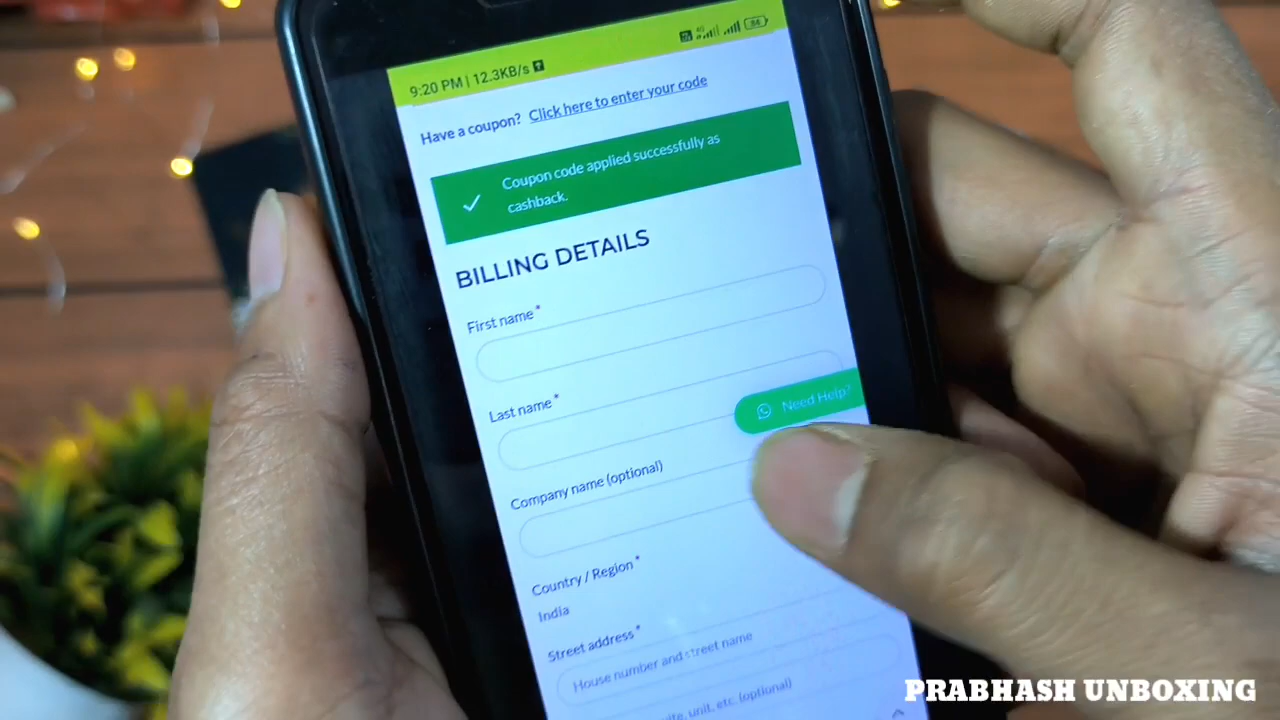 9:20 PM | 12.3KB/s
4G
84
Have a coupon? Click here to enter your code
Coupon code applied successfully as
cashback.
BILLING DETAILS
First name *
Last name *
Need Help?
Company name (optional)
Country / Region *
India
Street address *
House number and street name
unit, etc. (optional)
PRABHASH UNBOXING